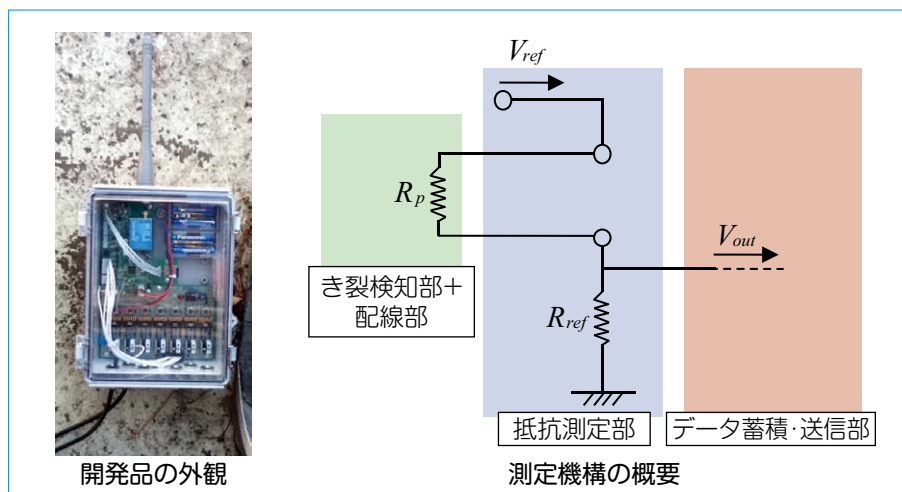 V_ref
R_p
V_out
き裂検知部+
配線部
R_ref
抵抗測定部
データ蓄積・送信部
開発品の外観
測定機構の概要